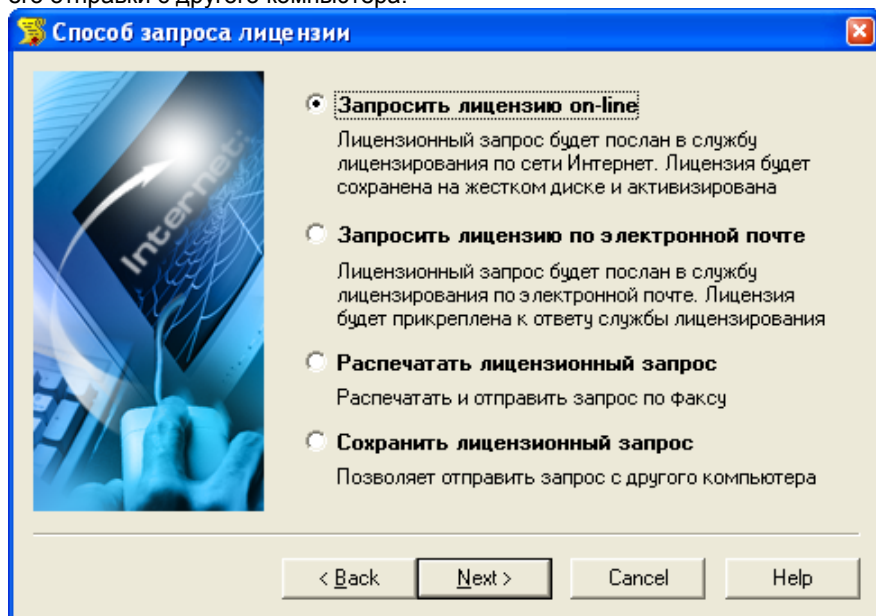 его отправки с другого компьютера.
Способ запроса лицензии
Internet:
Запросить лицензию on-line
Лицензионный запрос будет послан в службу
лицензирования по сети Интернет. Лицензия будет
сохранена на жестком диске и активизирована
Запросить лицензию по электронной почте
Лицензионный запрос будет послан в службу
лицензирования по электронной почте. Лицензия
будет прикреплена к ответу службы лицензирования
Распечатать лицензионный запрос
Распечатать и отправить запрос по факсу
Сохранить лицензионный запрос
Позволяет отправить запрос с другого компьютера
< Back Next > Cancel Help